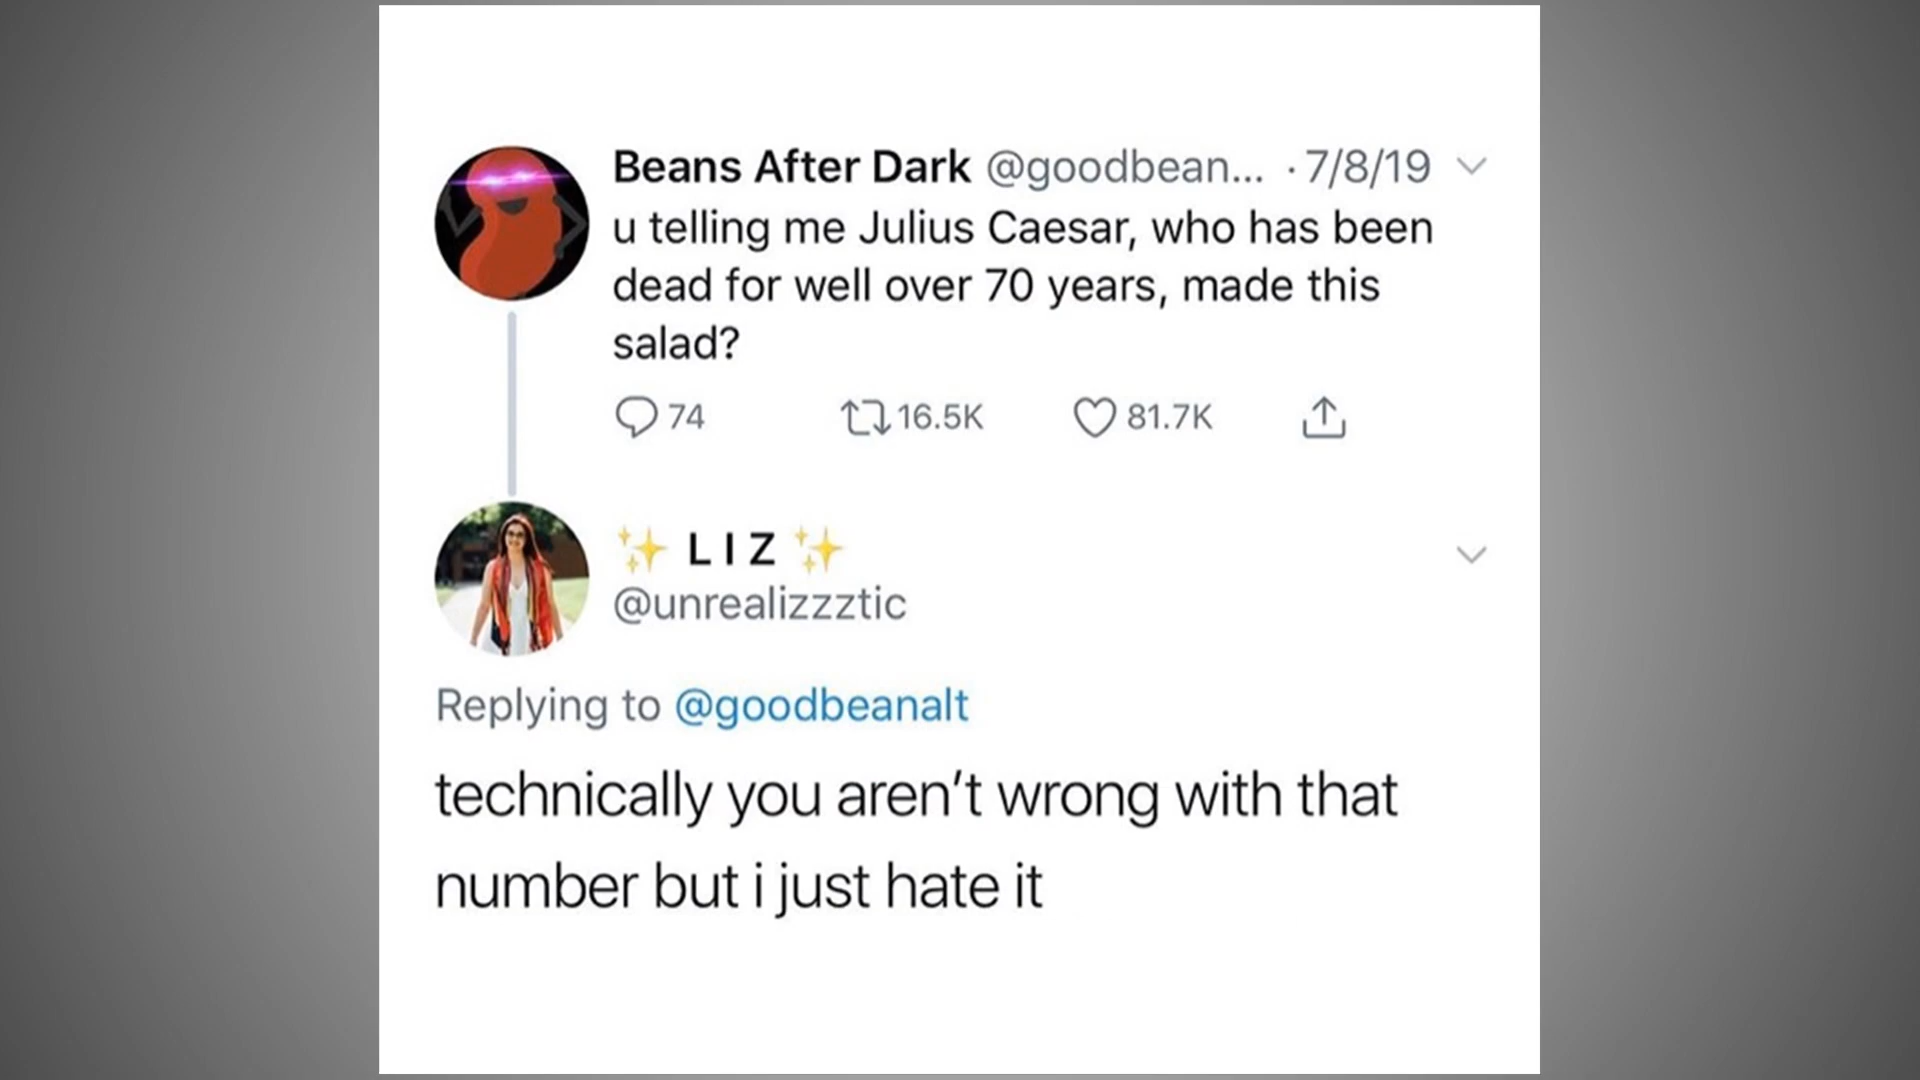 Beans After Dark @goodbean... · 7/8/19
u telling me Julius Caesar, who has been
dead for well over 70 years, made this
salad?
74 16.5K 81.7K
✨ L I Z ✨
@unrealizzztic
Replying to @goodbeanalt
technically you aren’t wrong with that
number but i just hate it